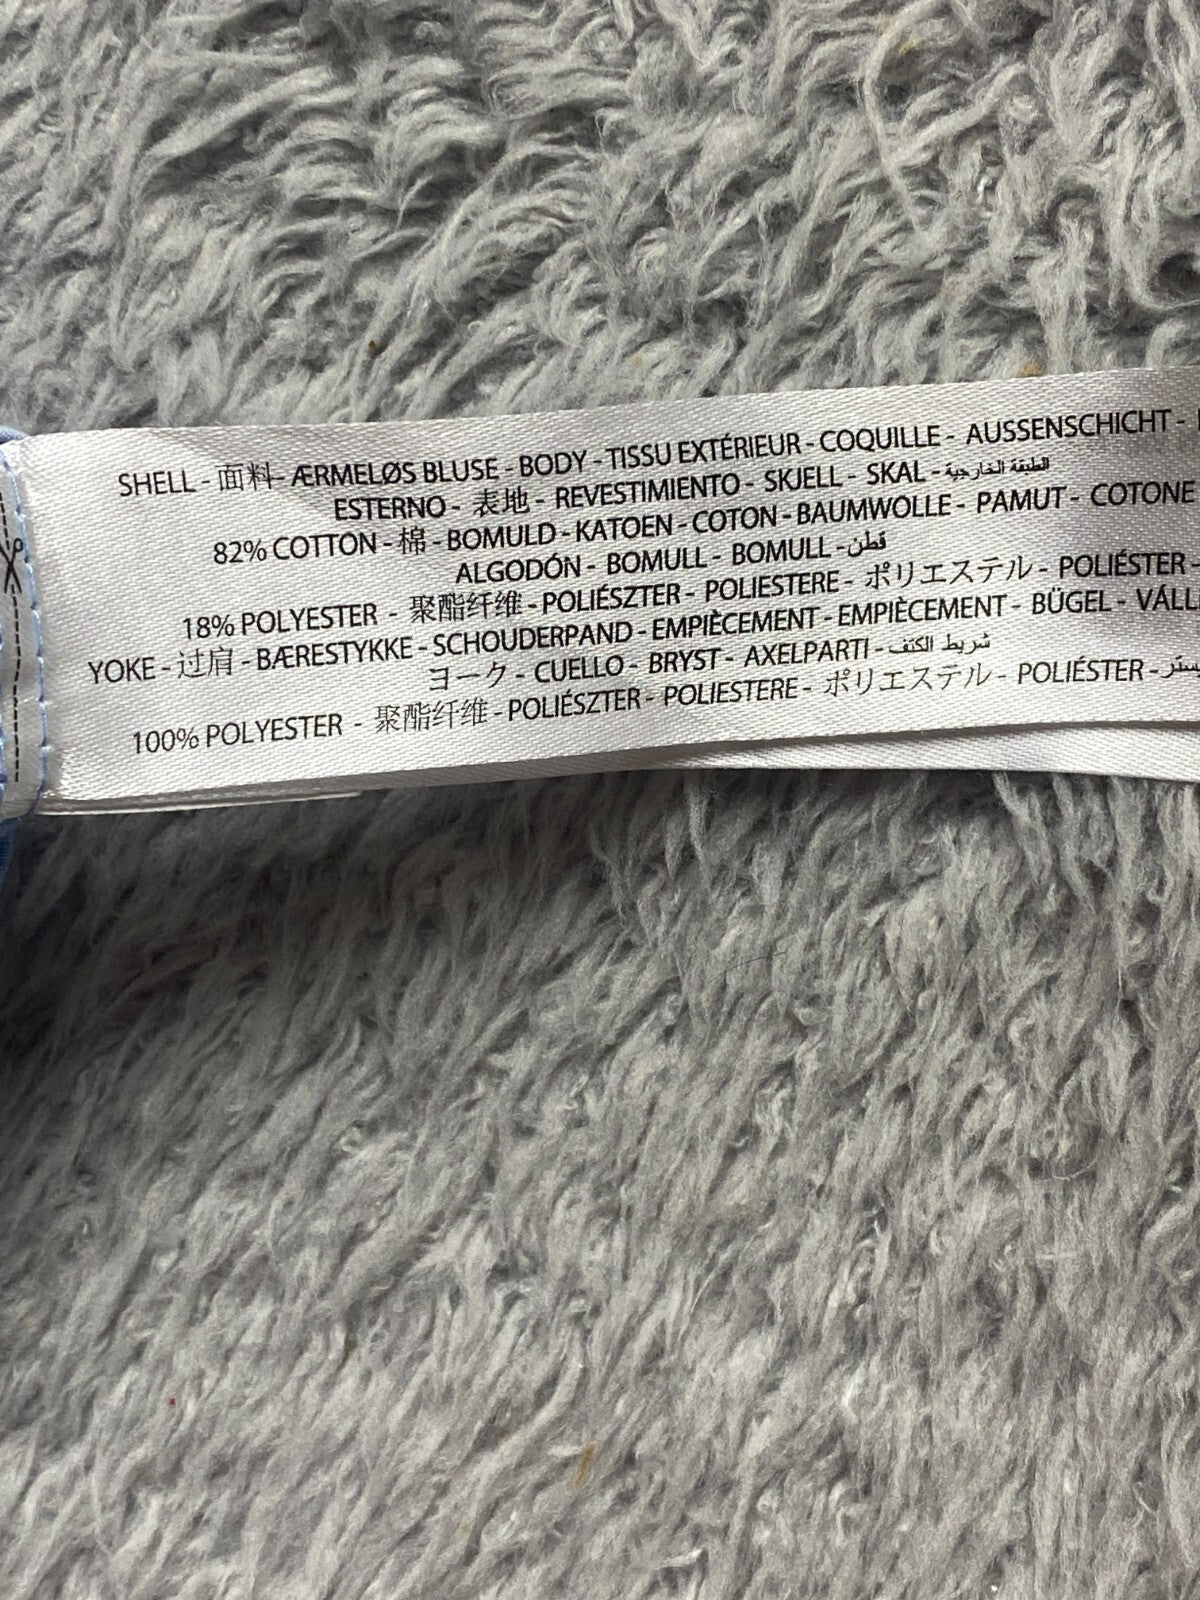 SHELL - 面料- ÆRMELØS BLUSE - BODY - TISSU EXTÉRIEUR - COQUILLE - AUSSENSCHICHT -
ESTERNO - 表地 - REVESTIMIENTO - SKJELL - SKAL - الطبقة الخارجية
82% COTTON - 棉 - BOMULD - KATOEN - COTON - BAUMWOLLE - PAMUT - COTONE
ALGODÓN - BOMULL - BOMULL - قطن
18% POLYESTER - 聚酯纤维 - POLIÉSZTER - POLIESTERE - ポリエステル - POLIÉSTER -
YOKE - 过肩 - BÆRESTYKKE - SCHOUDERPAND - EMPIÈCEMENT - EMPIÈCEMENT - BÜGEL - VÁLL
ヨーク - CUELLO - BRYST - AXELPARTI - شريط الكتف
100% POLYESTER - 聚酯纤维 - POLIÉSZTER - POLIESTERE - ポリエステル - POLIÉSTER -